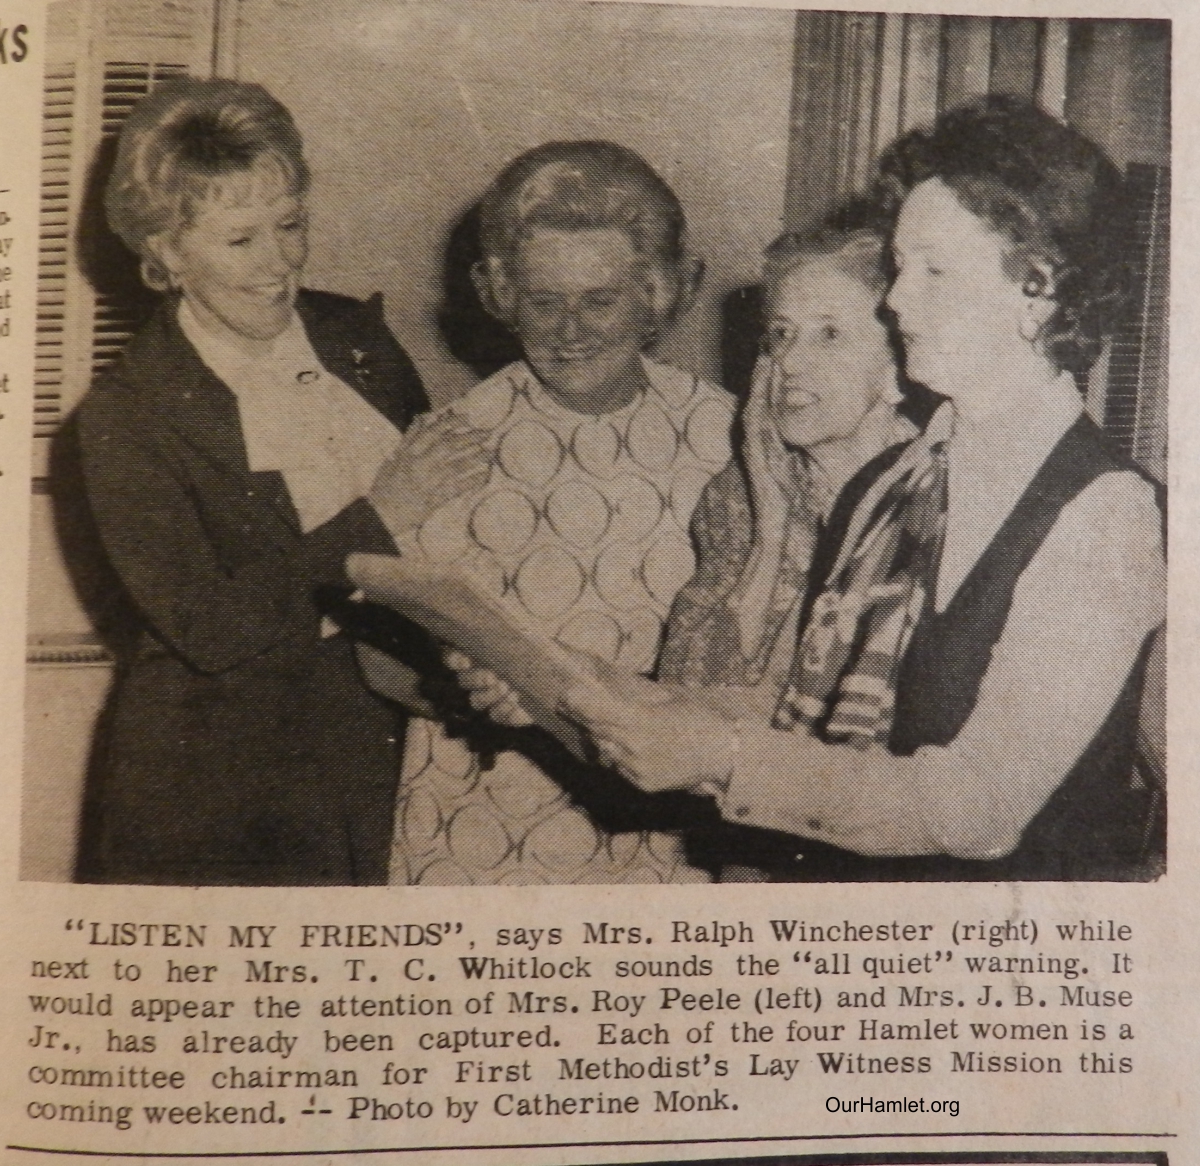 ks
ay
at
"LISTEN MY FRIENDS", says Mrs. Ralph Winchester (right) while
next to her Mrs. T. C. Whitlock sounds the "all quiet" warning. It
would appear the attention of Mrs. Roy Peele (left) and Mrs. J. B. Muse
Jr., has already been captured. Each of the four Hamlet women is a
committee chairman for First Methodist's Lay Witness Mission this
coming weekend. -- Photo by Catherine Monk.
OurHamlet.org